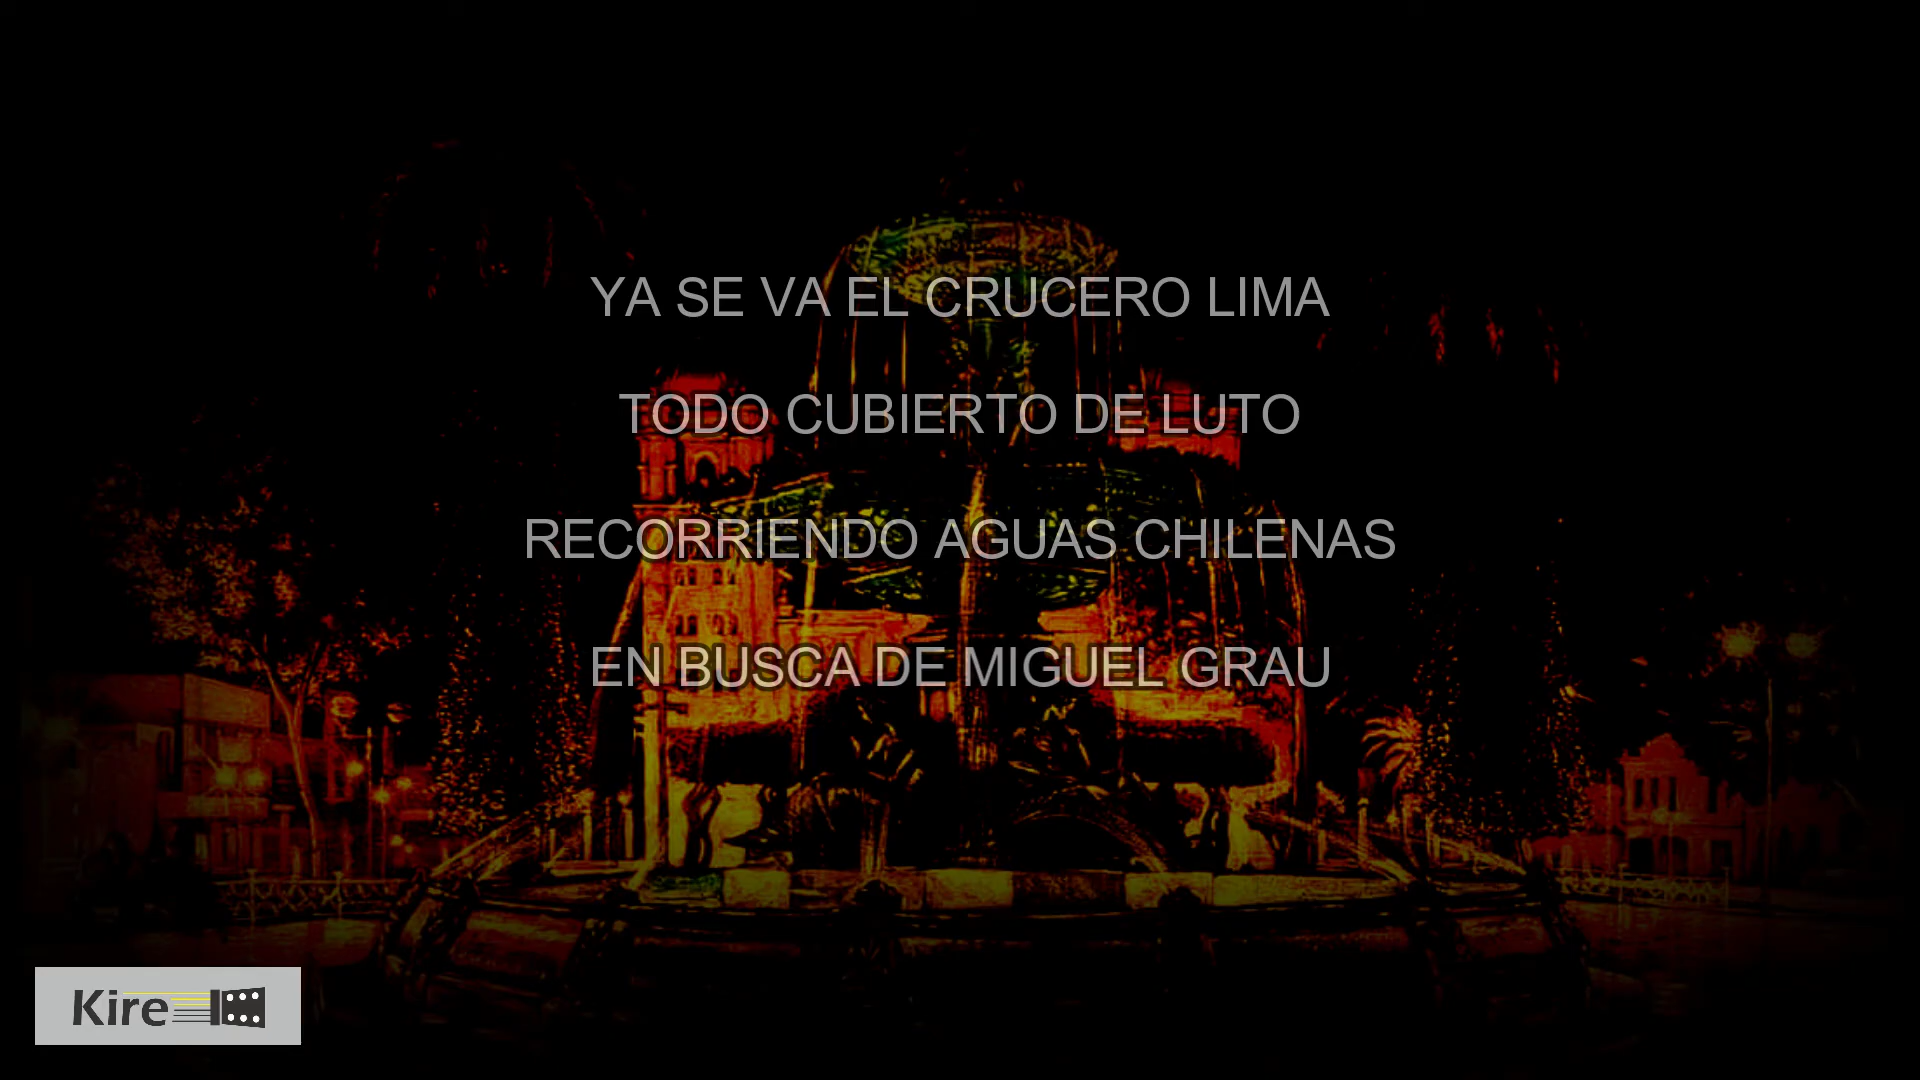 YA SE VA EL CRUCERO LIMA
TODO CUBIERTO DE LUTO
RECORRIENDO AGUAS CHILENAS
EN BUSCA DE MIGUEL GRAU
Kire